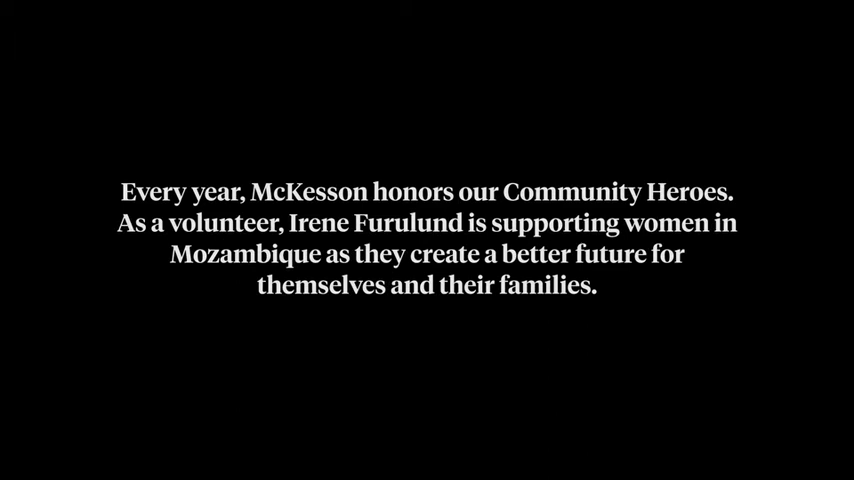 Every year, McKesson honors our Community Heroes.
As a volunteer, Irene Furulund is supporting women in
Mozambique as they create a better future for
themselves and their families.